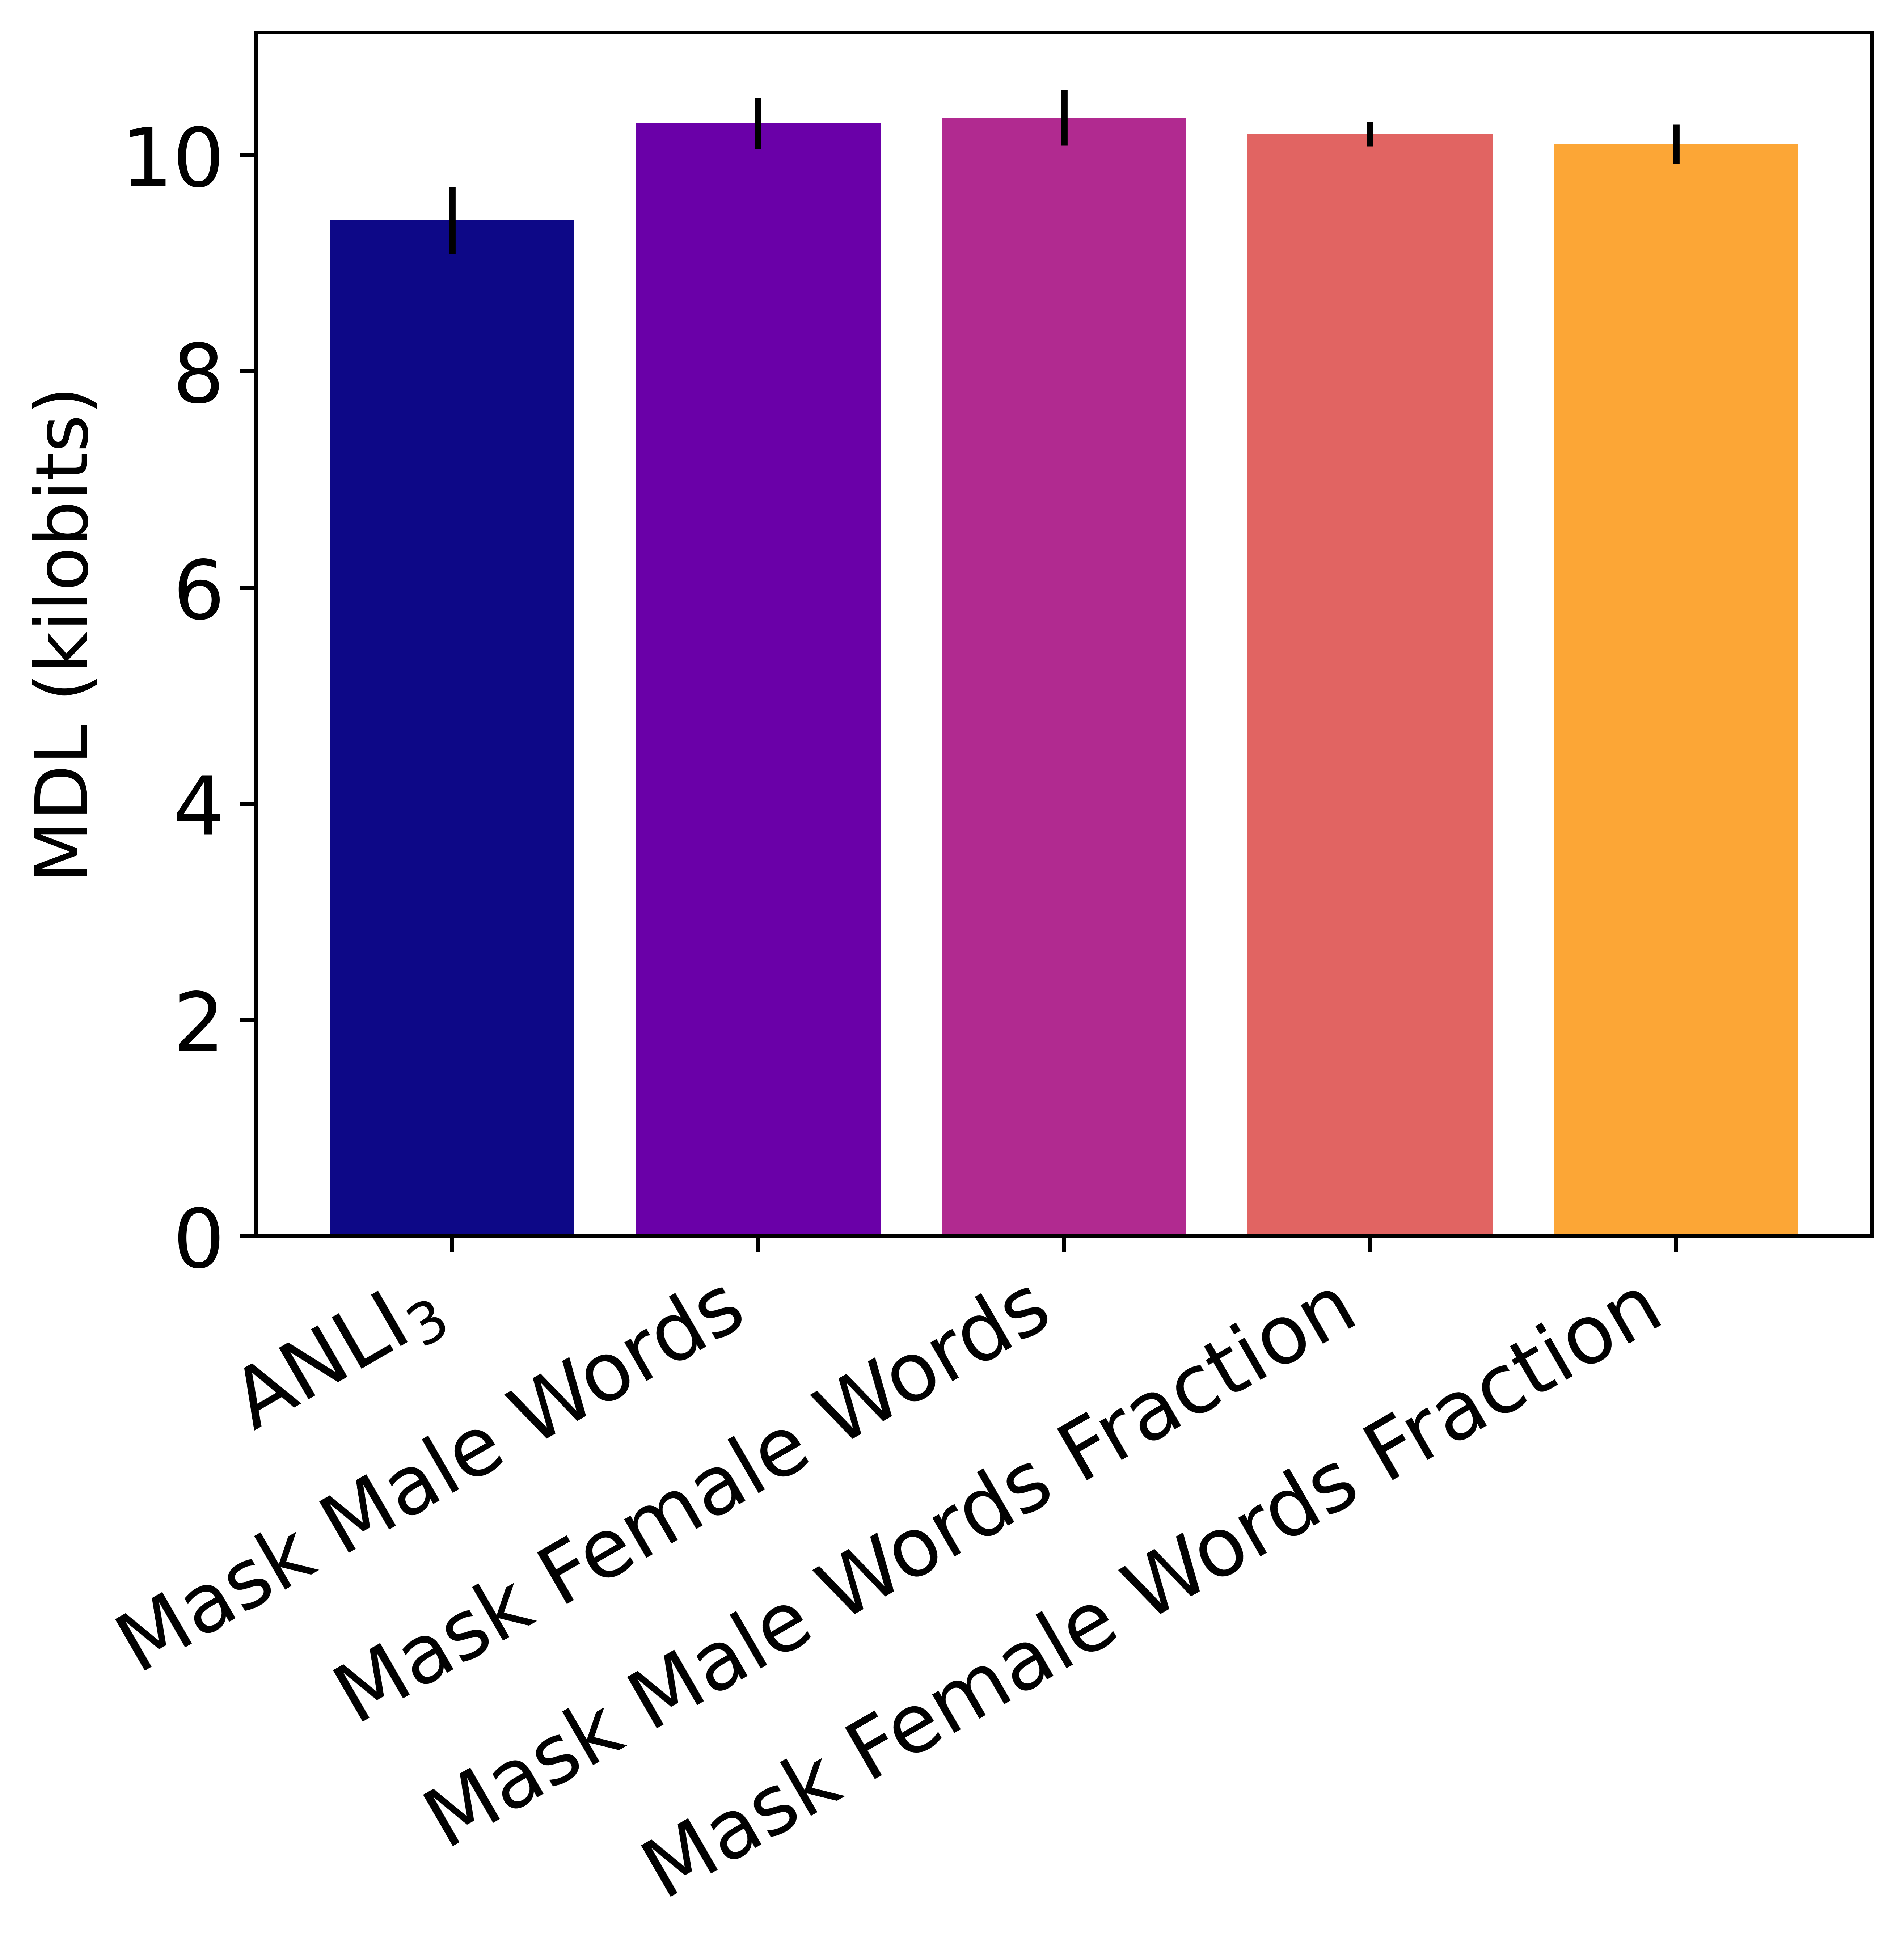 MDL (kilobits)
10
8
6
4
2
0
ANLI₃
Mask Male Words
Mask Female Words
Mask Male Words Fraction
Mask Female Words Fraction